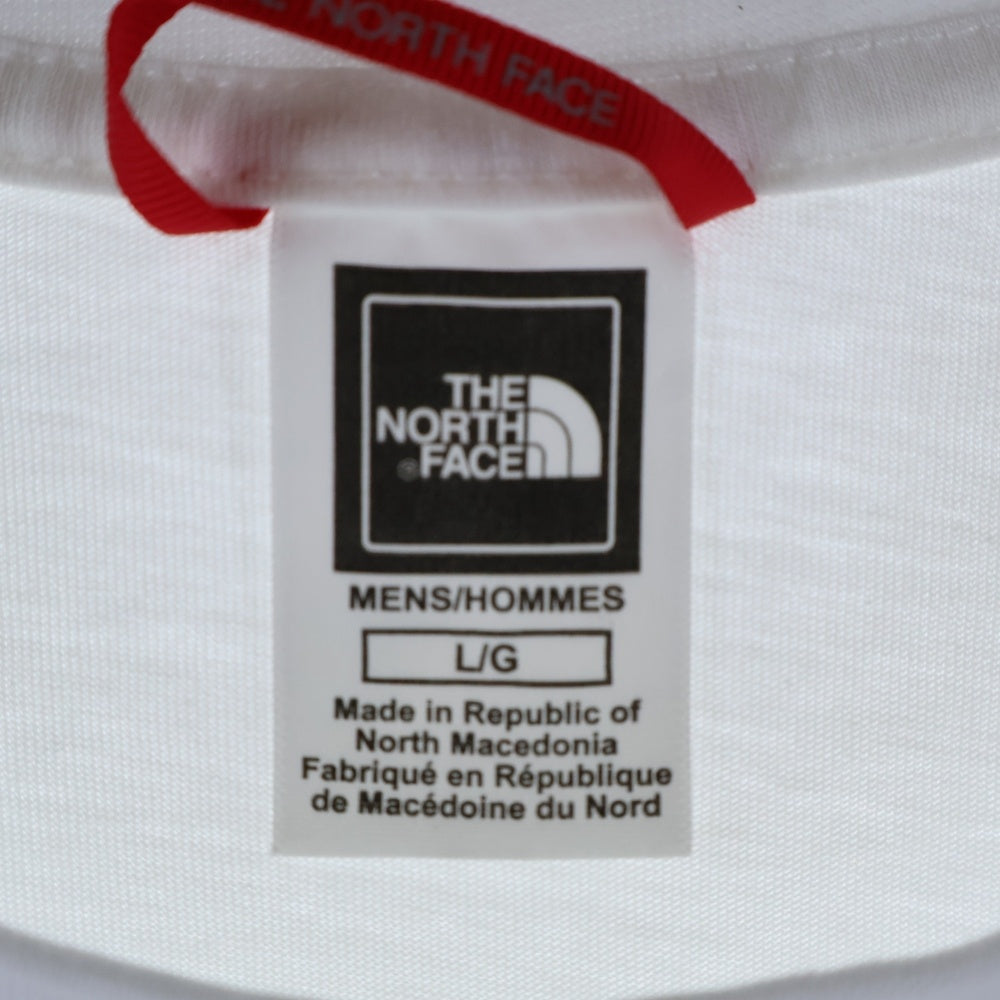 THE NORTH FACE
THE
NORTH
FACE
MENS/HOMMES
L/G
Made in Republic of
North Macedonia
Fabriqué en République
de Macédoine du Nord